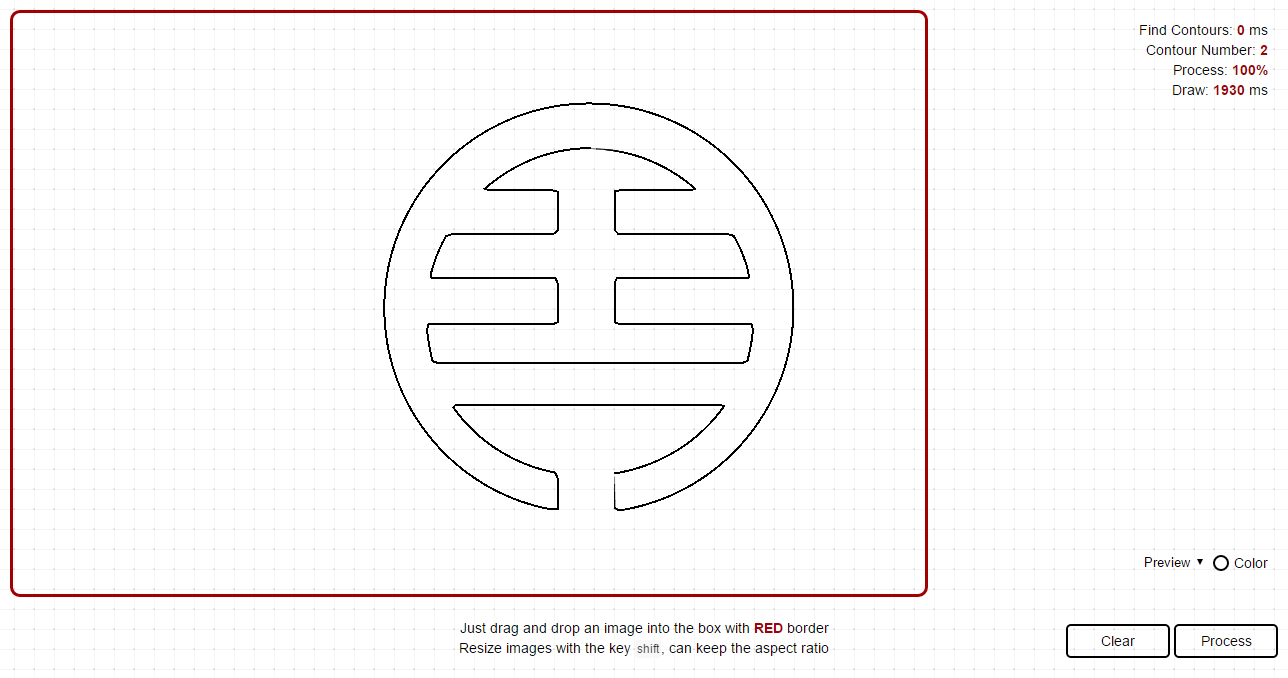 Find Contours: 0 ms
Contour Number: 2
Process: 100%
Draw: 1930 ms
Preview ▼ Color
Just drag and drop an image into the box with RED border
Resize images with the key shift, can keep the aspect ratio
Clear
Process